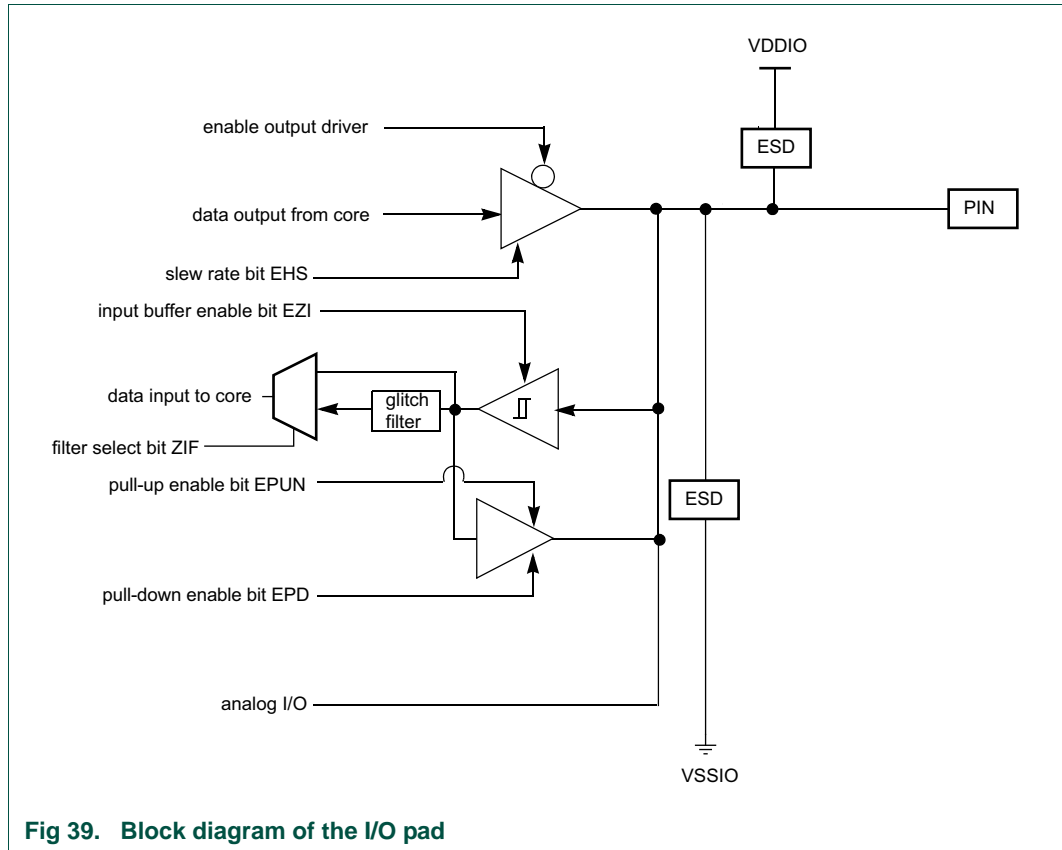 VDDIO
enable output driver
ESD
data output from core
PIN
slew rate bit EHS
input buffer enable bit EZI
data input to core
glitch
filter
filter select bit ZIF
pull-up enable bit EPUN
ESD
pull-down enable bit EPD
analog I/O
VSSIO
Fig 39. Block diagram of the I/O pad